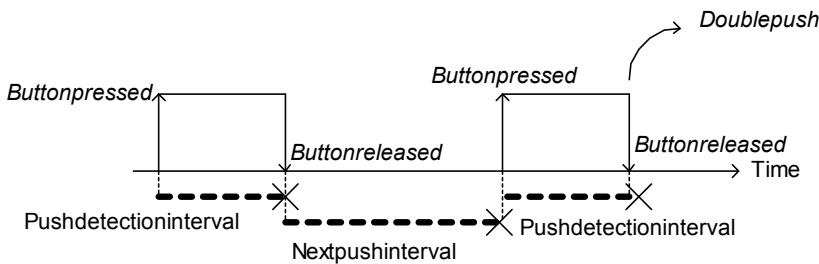 Doublepush
Buttonpressed
Buttonpressed
Buttonreleased
Buttonreleased
Time
Pushdetectioninterval
Pushdetectioninterval
Nextpushinterval